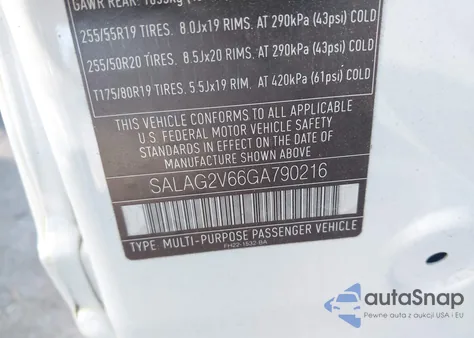 GAWR REAR:
255/55R19 TIRES. 8.0Jx19 RIMS. AT 290kPa (43psi) COLD
255/50R20 TIRES. 8.5Jx20 RIMS. AT 290kPa (43psi) COLD
T175/80R19 TIRES. 5.5Jx19 RIM. AT 420kPa (61psi) COLD
THIS VEHICLE CONFORMS TO ALL APPLICABLE
U.S. FEDERAL MOTOR VEHICLE SAFETY
STANDARDS IN EFFECT ON THE DATE OF
MANUFACTURE SHOWN ABOVE.
SALAG2V66GA790216
TYPE: MULTI-PURPOSE PASSENGER VEHICLE
FH22-1532-BA
autoSnap
Pewne auta z aukcji USA i EU